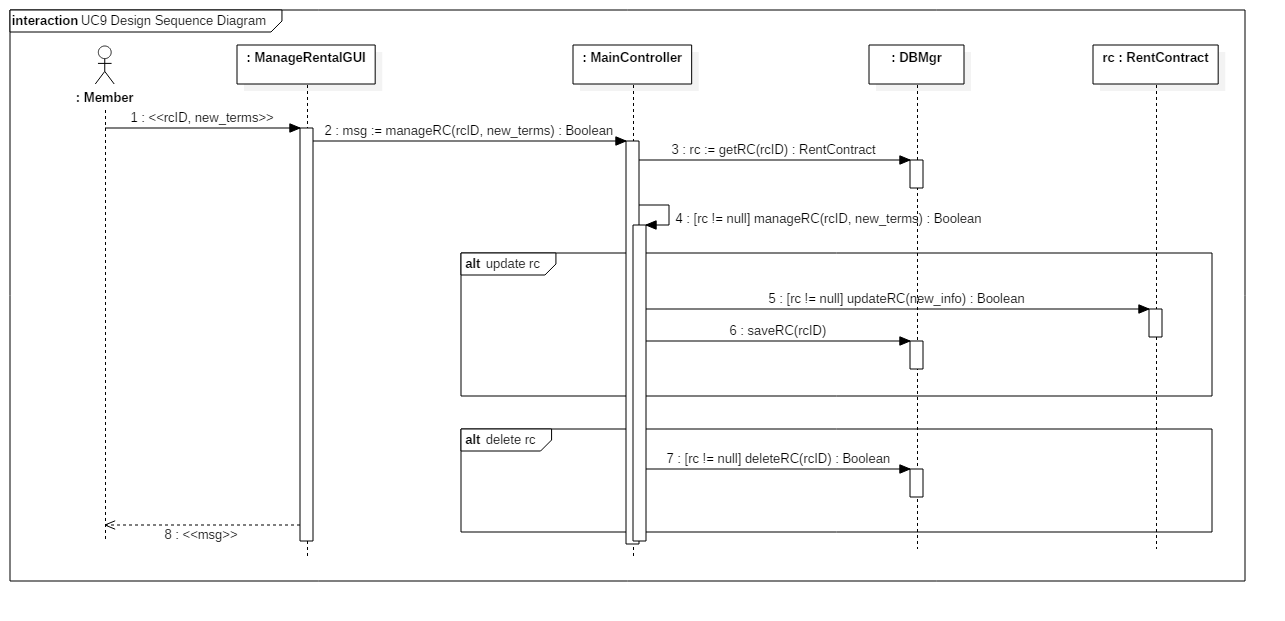 interaction UC9 Design Sequence Diagram
: ManageRentalGUI
: MainController
: DBMgr
rc : RentContract
: Member
1 : <<rcID, new_terms>>
2 : msg := manageRC(rcID, new_terms) : Boolean
3 : rc := getRC(rcID) : RentContract
4 : [rc != null] manageRC(rcID, new_terms) : Boolean
alt update rc
5 : [rc != null] updateRC(new_info) : Boolean
6 : saveRC(rcID)
alt delete rc
7 : [rc != null] deleteRC(rcID) : Boolean
8 : <<msg>>